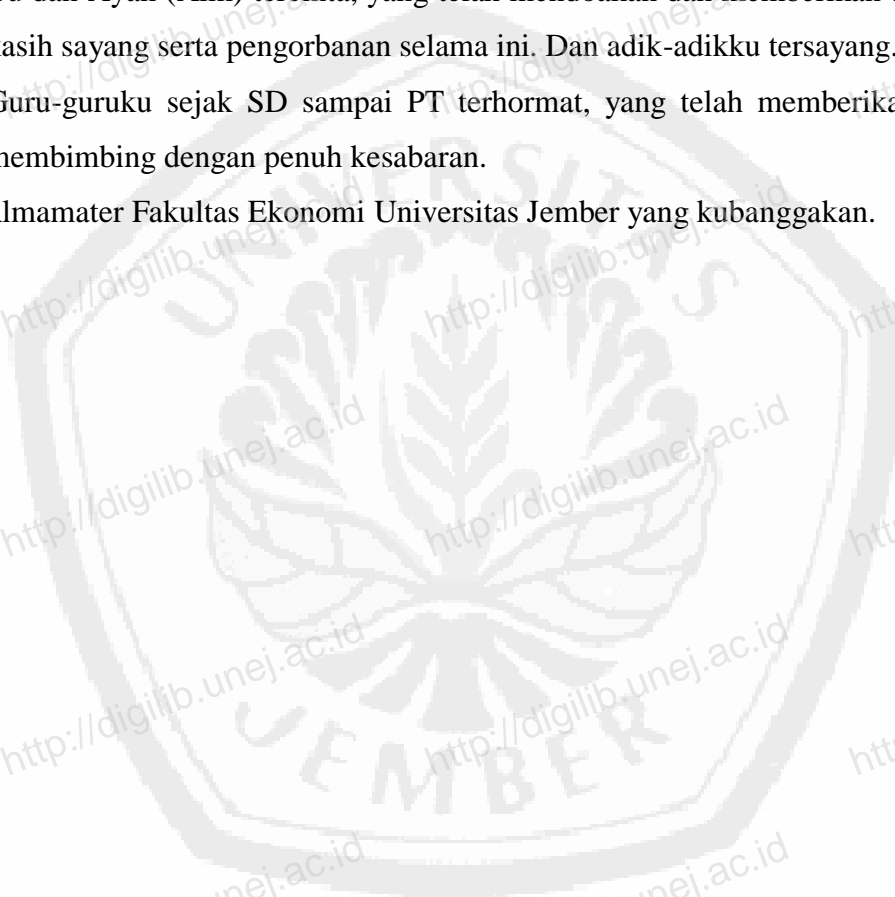 dan Ayah
kasih sayang serta pengorbanan selama ini. Dan adik-adikku tersayang.
Guru-guruku sejak SD sampai PT terhormat, yang telah
membimbing dengan penuh kesabaran.
Almamater Fakultas Ekonomi Universitas Jember yang kubanggakan.
UNIVERSITAS
http://digilib.unej.ac.id
http://digilib.unej.ac.id
http://digilib.unej.ac.id
http://digilib.unej.ac.id
http://digilib.unej.ac.id
http://digilib.unej.ac.id
JEMBER